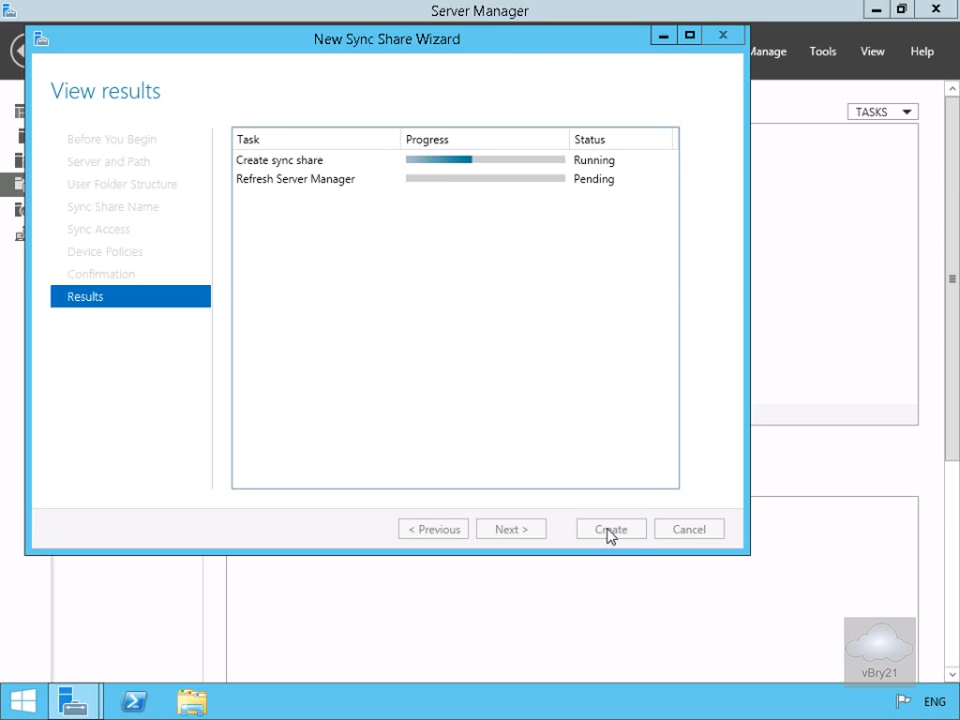 Server Manager
New Sync Share Wizard
Manage Tools View Help
View results
TASKS
Before You Begin
Server and Path
User Folder Structure
Sync Share Name
Sync Access
Device Policies
Confirmation
Results
Task Progress Status
Create sync share Running
Refresh Server Manager Pending
< Previous Next > Create Cancel
vBry21
ENG